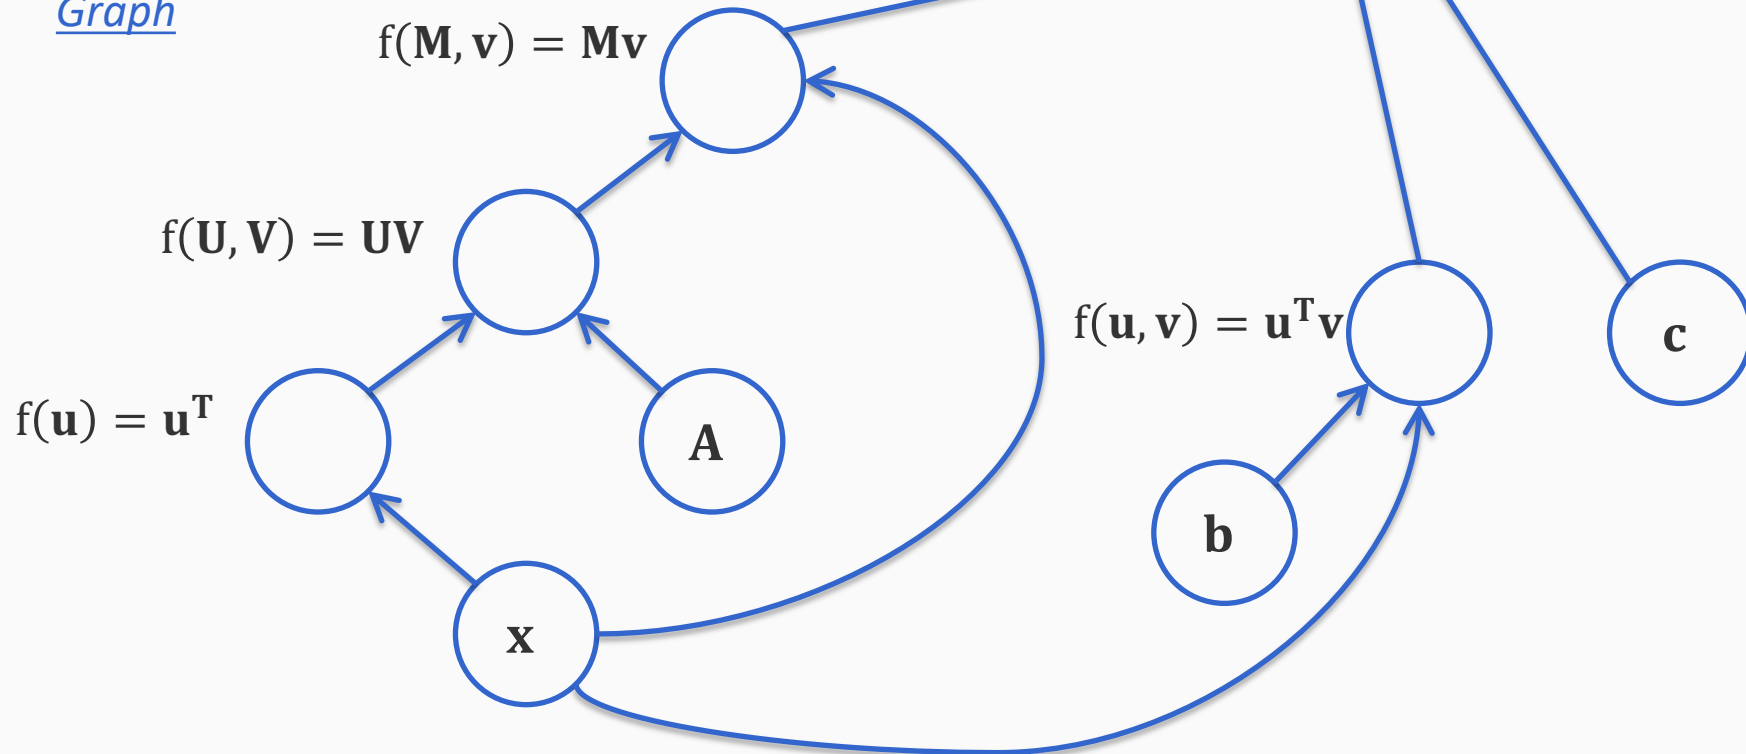 Graph
f(M, v) = Mv
f(U, V) = UV
f(u, v) = uᵀv
c
f(u) = uᵀ
A
b
x